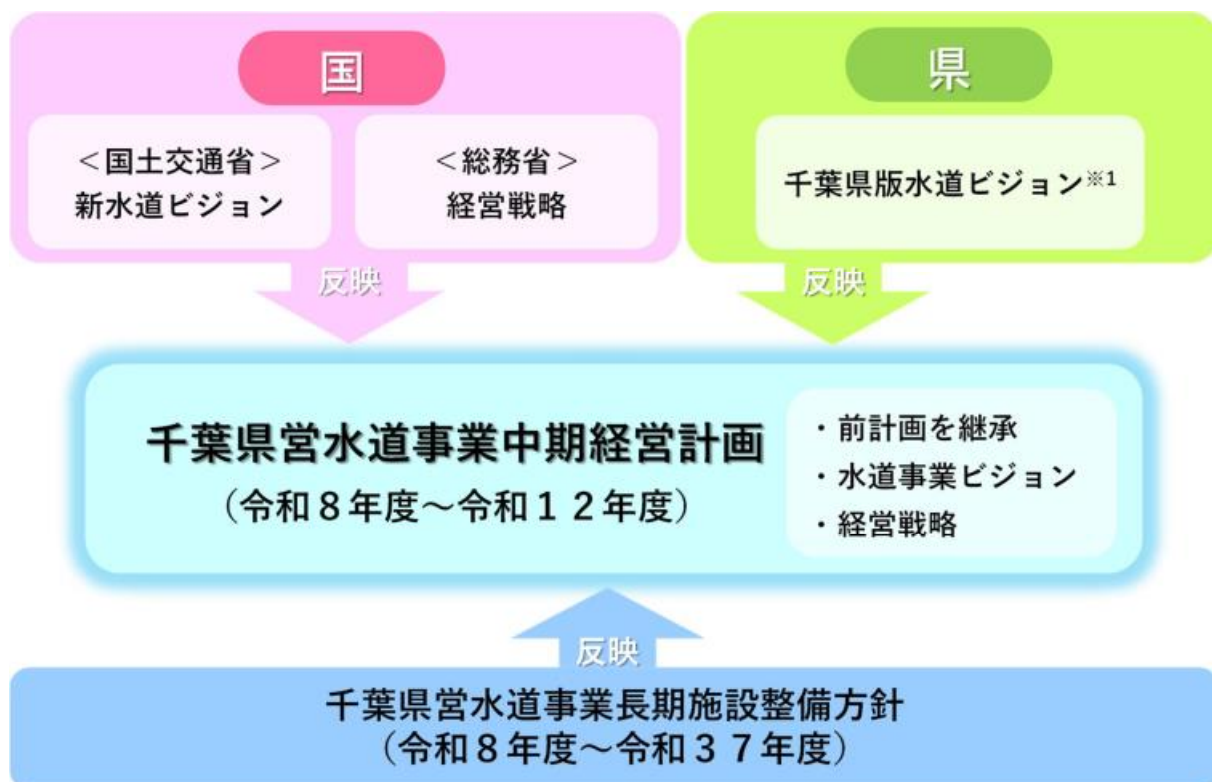 国
県
＜国土交通省＞
新水道ビジョン
＜総務省＞
経営戦略
千葉県版水道ビジョン※1
反映
反映
千葉県営水道事業中期経営計画
（令和８年度～令和１２年度）
・前計画を継承
・水道事業ビジョン
・経営戦略
反映
千葉県営水道事業長期施設整備方針
（令和８年度～令和３７年度）